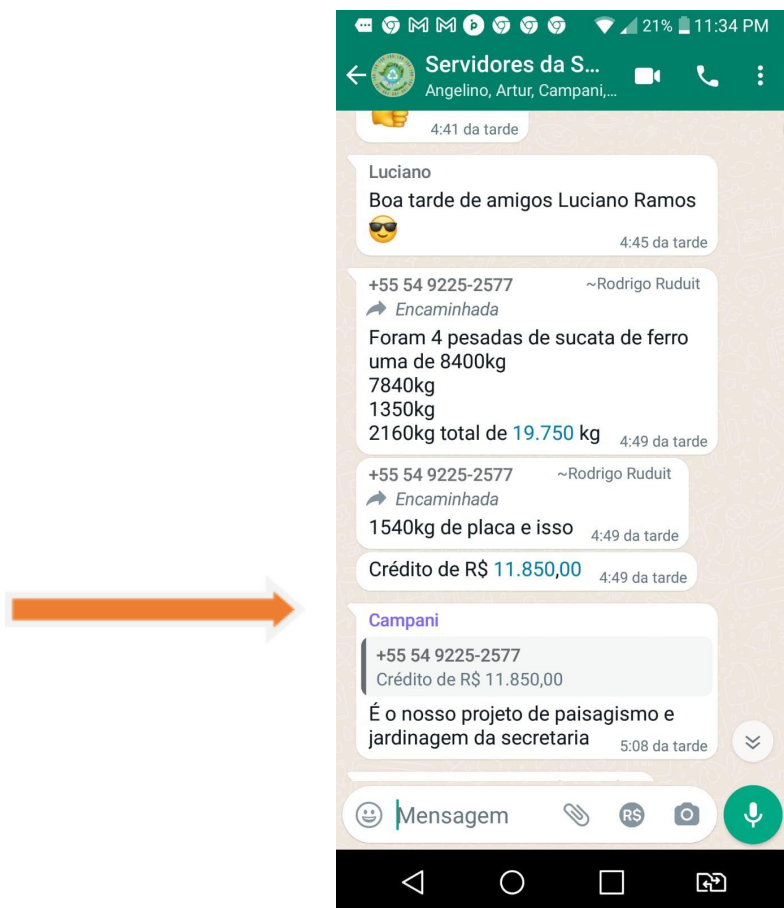 21% 11:34 PM
Servidores da S...
Angelino, Artur, Campani,...
4:41 da tarde
Luciano
Boa tarde de amigos Luciano Ramos
4:45 da tarde
+55 54 9225-2577 ~Rodrigo Ruduit
Encaminhada
Foram 4 pesadas de sucata de ferro
uma de 8400kg
7840kg
1350kg
2160kg total de 19.750 kg 4:49 da tarde
+55 54 9225-2577 ~Rodrigo Ruduit
Encaminhada
1540kg de placa e isso 4:49 da tarde
Crédito de R$ 11.850,00 4:49 da tarde
Campani
+55 54 9225-2577
Crédito de R$ 11.850,00
É o nosso projeto de paisagismo e
jardinagem da secretaria 5:08 da tarde
Mensagem R$